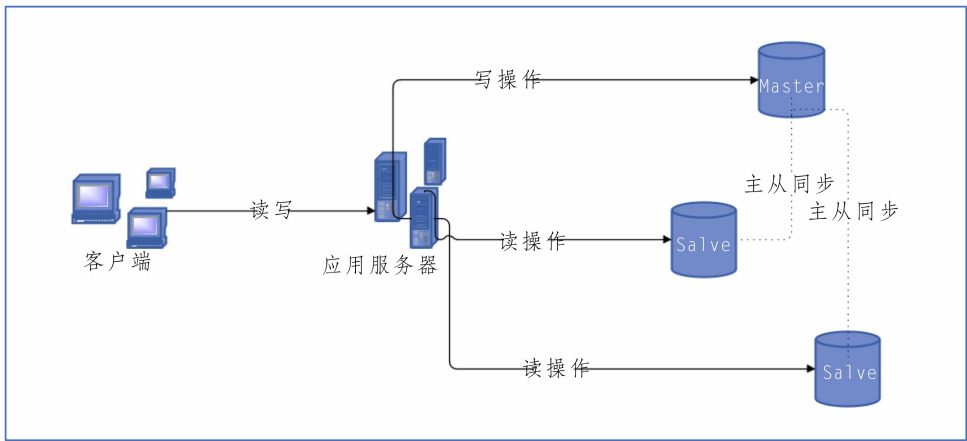 写操作
Master
主从同步
读写
主从同步
客户端
应用服务器
读操作
Salve
读操作
Salve